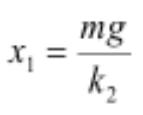 x₁ = mg / k₂